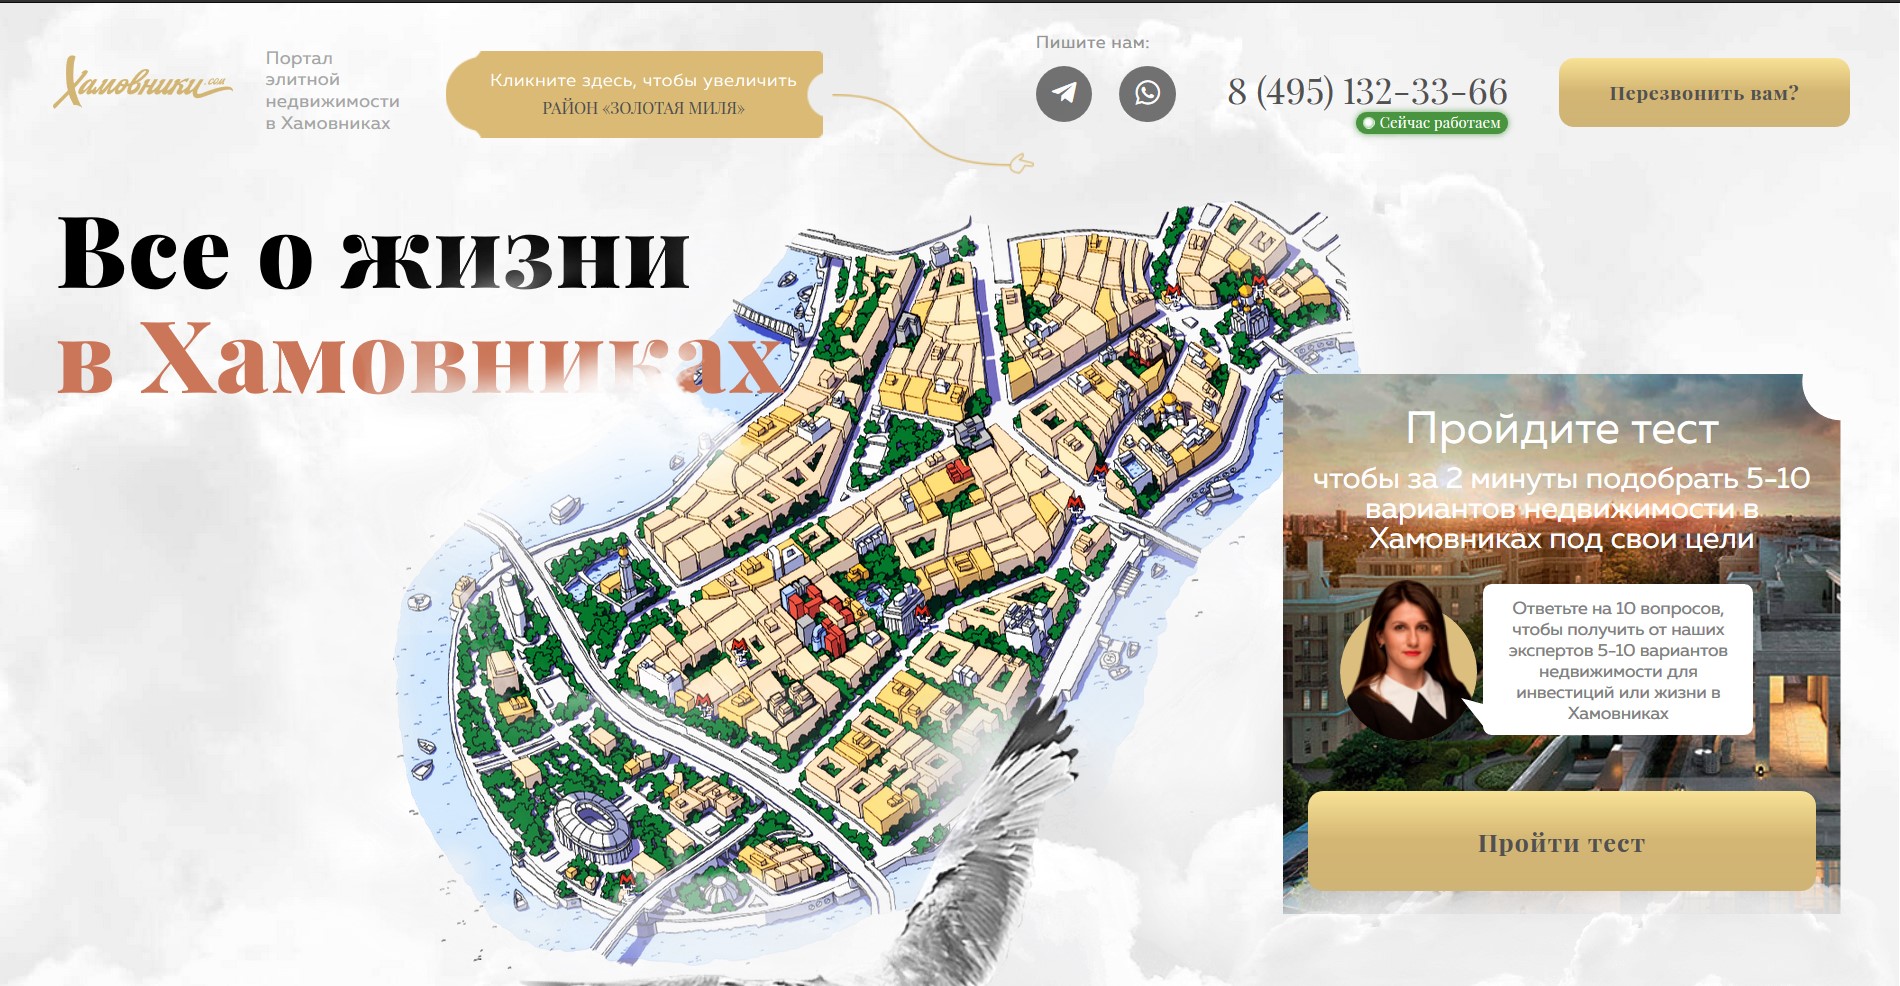 Хамовники.com
Портал
элитной
недвижимости
в Хамовниках
Кликните здесь, чтобы увеличить
РАЙОН «ЗОЛОТАЯ МИЛЯ»
Пишите нам:
8 (495) 132-33-66
Сейчас работаем
Перезвонить вам?
Все о жизни
в Хамовниках
Пройдите тест
чтобы за 2 минуты подобрать 5-10
вариантов недвижимости в
Хамовниках под свои цели
Ответьте на 10 вопросов,
чтобы получить от наших
экспертов 5-10 вариантов
недвижимости для
инвестиций или жизни в
Хамовниках
Пройти тест